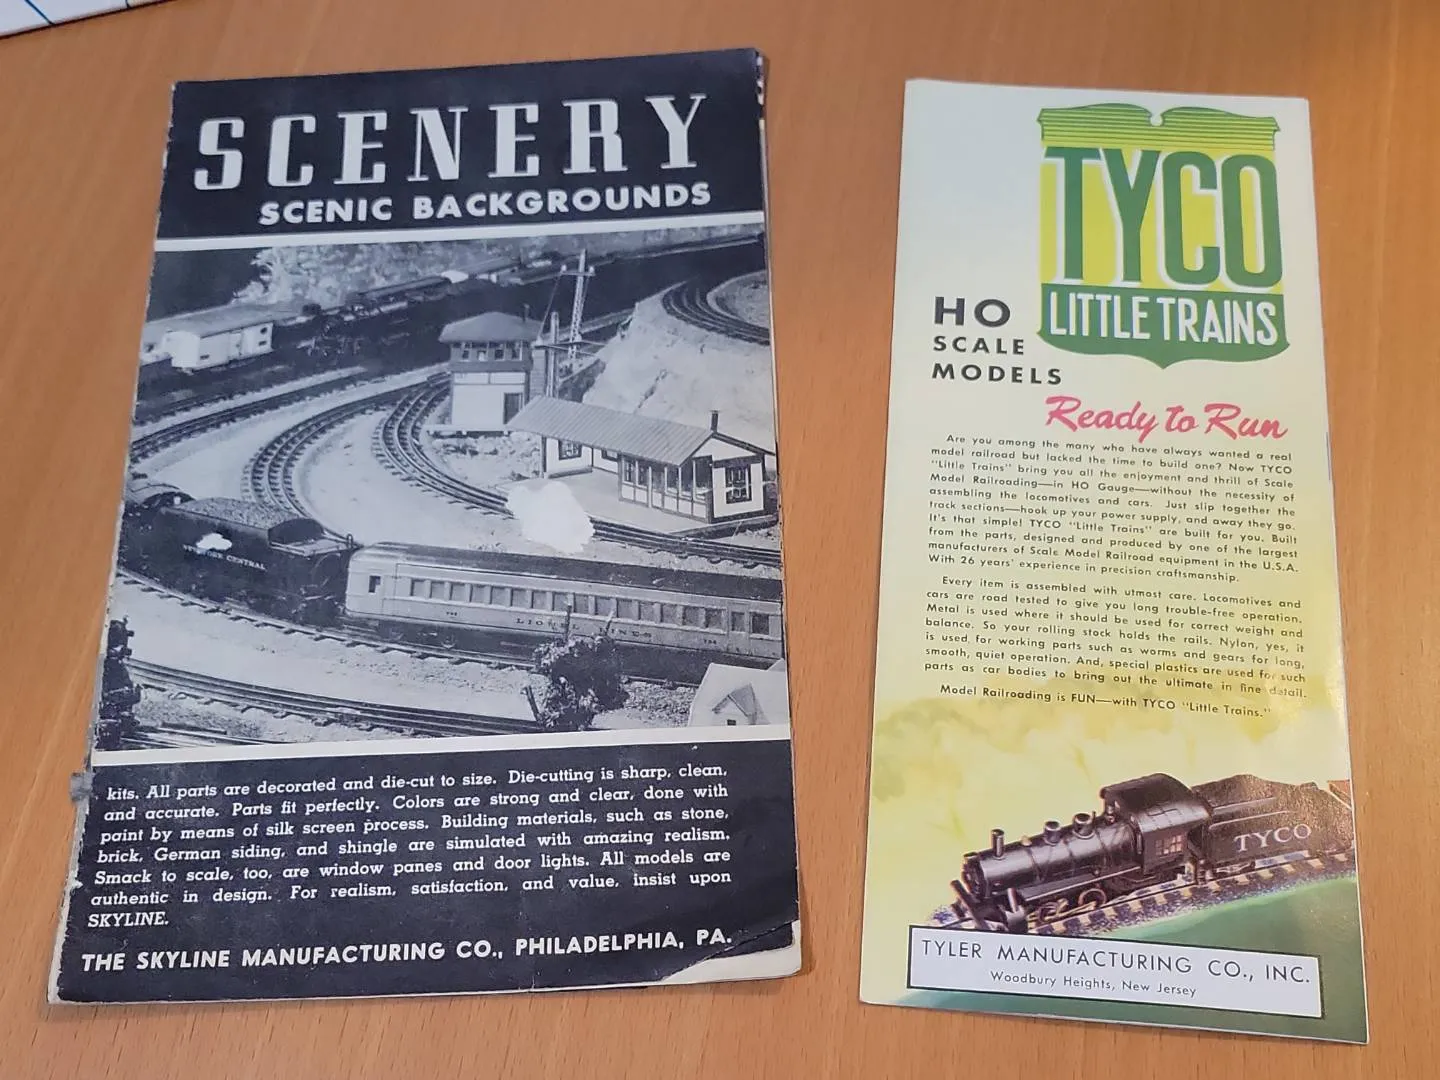 SCENERY
SCENIC BACKGROUNDS
CENTRAL
LIONEL LINES
kits. All parts are decorated and die-cut to size. Die-cutting is sharp, clean,
and accurate. Parts fit perfectly. Colors are strong and clear, done with
paint by means of silk screen process. Building materials, such as stone,
brick, German siding, and shingle are simulated with amazing realism.
Smack to scale, too, are window panes and door lights. All models are
authentic in design. For realism, satisfaction, and value, insist upon
SKYLINE.
THE SKYLINE MANUFACTURING CO., PHILADELPHIA, PA.
TYCO
LITTLE TRAINS
HO
SCALE
MODELS
Ready to Run
Are you among the many who have always wanted a real
model railroad but lacked the time to build one? Now TYCO
"Little Trains" bring you all the enjoyment and thrill of Scale
Model Railroading—in HO Gauge—without the necessity of
assembling the locomotives and cars. Just slip together the
track sections—hook up your power supply, and away they go.
It's that simple! TYCO "Little Trains" are built for you. Built
from the parts, designed and produced by one of the largest
manufacturers of Scale Model Railroad equipment in the U.S.A.
With 26 years' experience in precision craftsmanship.
Every item is assembled with utmost care. Locomotives and
cars are road tested to give you long trouble-free operation.
Metal is used where it should be used for correct weight and
balance. So your rolling stock holds the rails. Nylon, yes, it
is used for working parts such as worms and gears for long,
smooth, quiet operation. And, special plastics are used for such
parts as car bodies to bring out the ultimate in fine detail.
Model Railroading is FUN—with TYCO "Little Trains."
TYCO
TYLER MANUFACTURING CO., INC.
Woodbury Heights, New Jersey